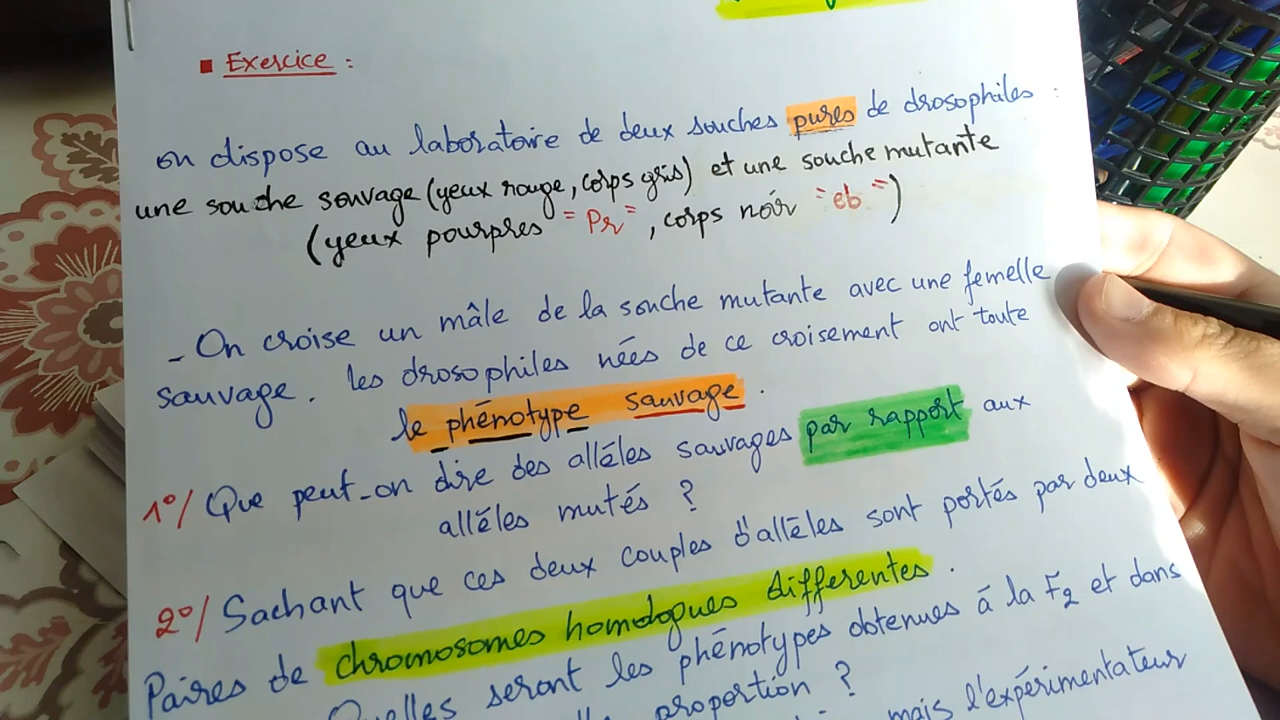 ▪ Exercice :
on dispose au laboratoire de deux souches pures de drosophiles :
une souche sauvage (yeux rouge, corps gris) et une souche mutante
(yeux pourpres "Pr", corps noir "eb")
- On croise un mâle de la souche mutante avec une femelle
sauvage. les drosophiles nées de ce croisement ont toute
le phénotype sauvage.
1°/ Que peut-on dire des alléles sauvages par rapport aux
alléles mutés ?
2°/ Sachant que ces deux couples d'alléles sont portés par deux
Paires de chromosomes homologues differentes.
Quelles seront les phénotypes obtenues à la F2 et dans
proportion ?
mais l'expérimentateur